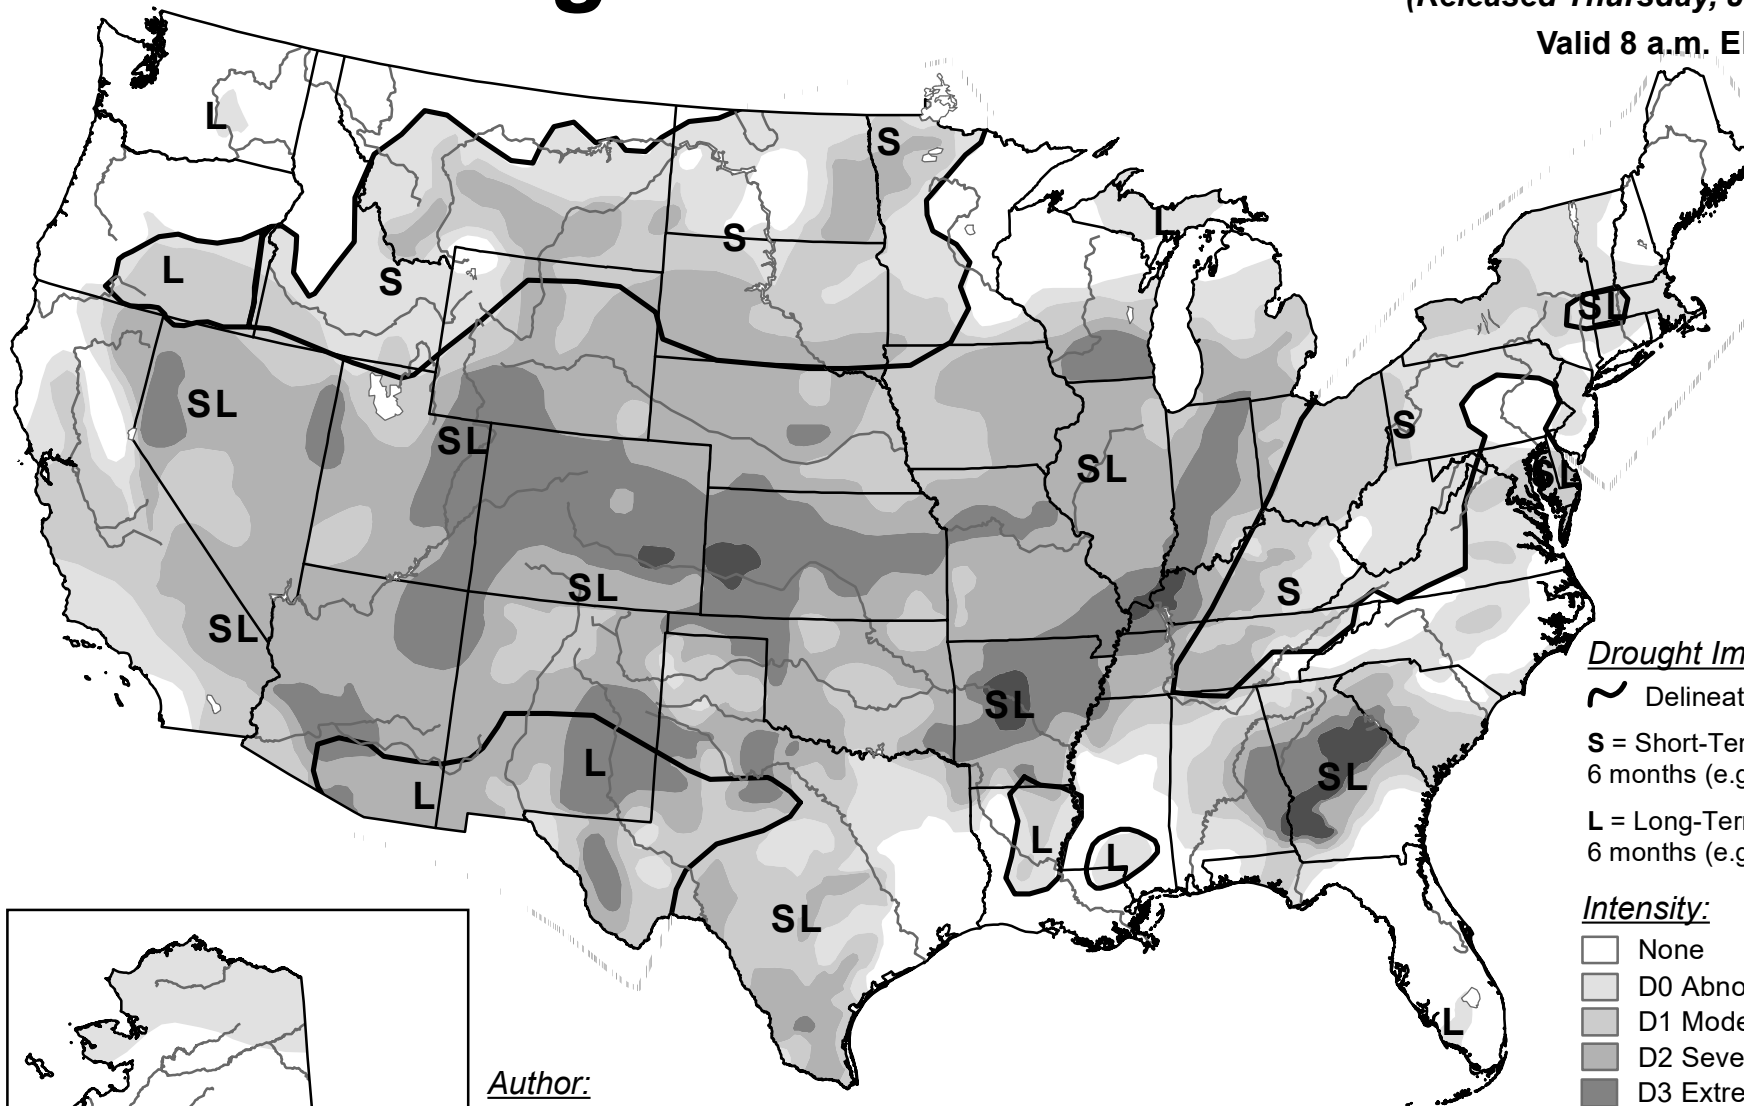 (Released Thursday,
Valid 8 a.m.
L
S
L
S
S
L
SL
S
SL
SL
S
SL
SL
SL
SL
S
SL
L
L
SL
L
L
SL
L
Drought Im
Delineat
S = Short-Ter
6 months (e.g
L = Long-Ter
6 months (e.g
Intensity:
None
D0 Abno
D1 Mode
D2 Seve
D3 Extre
Author: